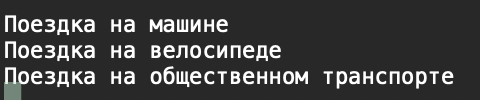 Поездка на машине
Поездка на велосипеде
Поездка на общественном транспорте